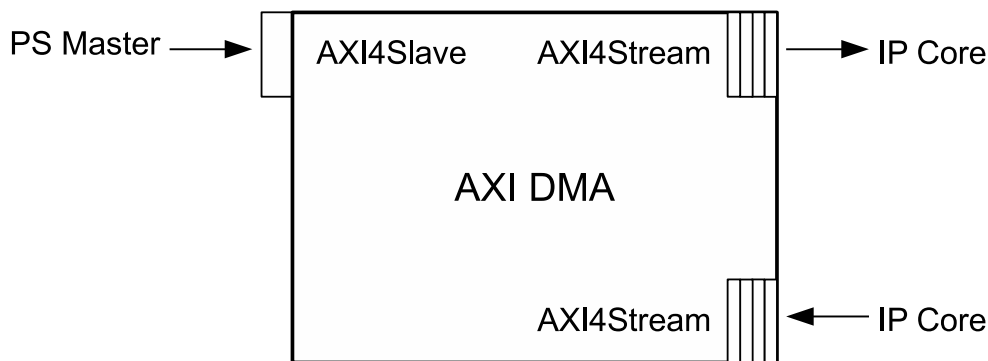 PS Master AXI4Slave AXI4Stream IP Core
AXI DMA
AXI4Stream IP Core